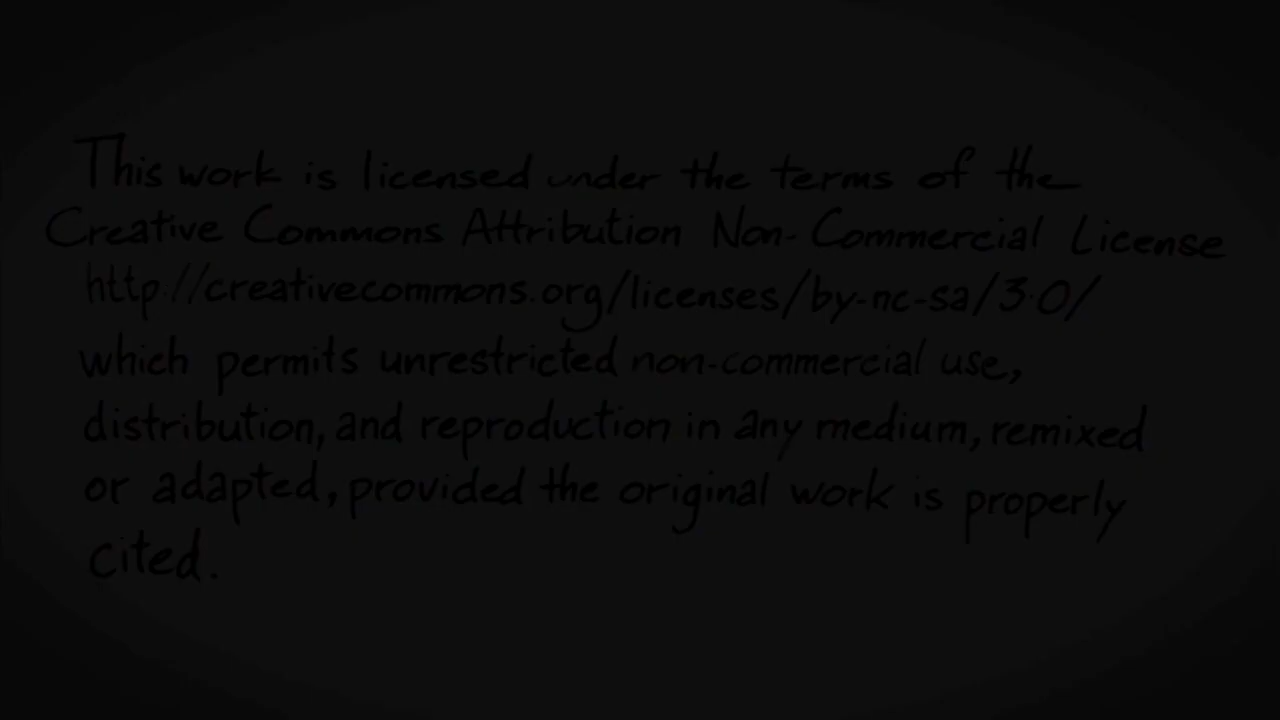 This work is licensed under the terms of the
Creative Commons Attribution Non-Commercial License
http://creativecommons.org/licenses/by-nc-sa/3.0/
which permits unrestricted non-commercial use,
distribution, and reproduction in any medium, remixed
or adapted, provided the original work is properly
cited.